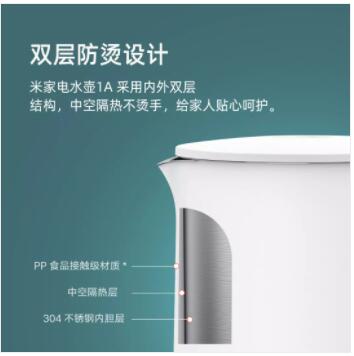 双层防烫设计
米家电水壶1A 采用内外双层
结构，中空隔热不烫手，给家人贴心呵护。
PP 食品接触级材质 *
中空隔热层
304 不锈钢内胆层